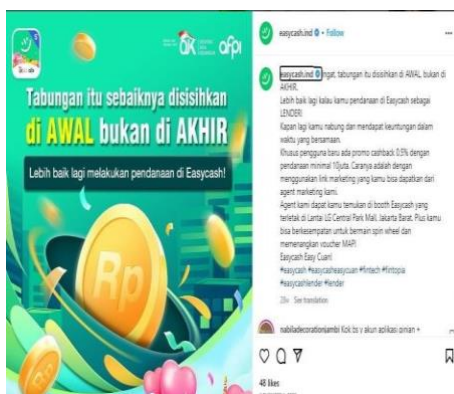 OJK
afpi
Tabungan itu sebaiknya disisihkan
di AWAL bukan di AKHIR
Lebih baik lagi melakukan pendanaan di Easycash!
Rp
easycash.ind • Follow
easycash.ind Ingat, tabungan itu disisihkan di AWAL, bukan di
AKHIR.
Lebih baik lagi kalau kamu pendanaan di Easycash sebagai
LENDER!
Kapan lagi kamu nabung dan mendapat keuntungan dalam
waktu yang bersamaan.
Khusus pengguna baru ada promo cashback 0.5% dengan
pendanaan minimal 10juta. Caranya adalah dengan
menggunakan link marketing yang kamu bisa dapatkan dari
agent marketing kami.
Agent kami dapat kamu temukan di booth Easycash yang
terletak di Lantai LG Central Park Mall, Jakarta Barat. Plus kamu
bisa berkesempatan untuk bermain spin wheel dan
memenangkan voucher MAP!
Easycash Easy Cuan!
#easycash #easycasheasycuan #fintech #fintopia
#easycashlender #lender
See translation
nabiladecorationjambi Kok bs y akun aplikasi pinjan +
48 likes